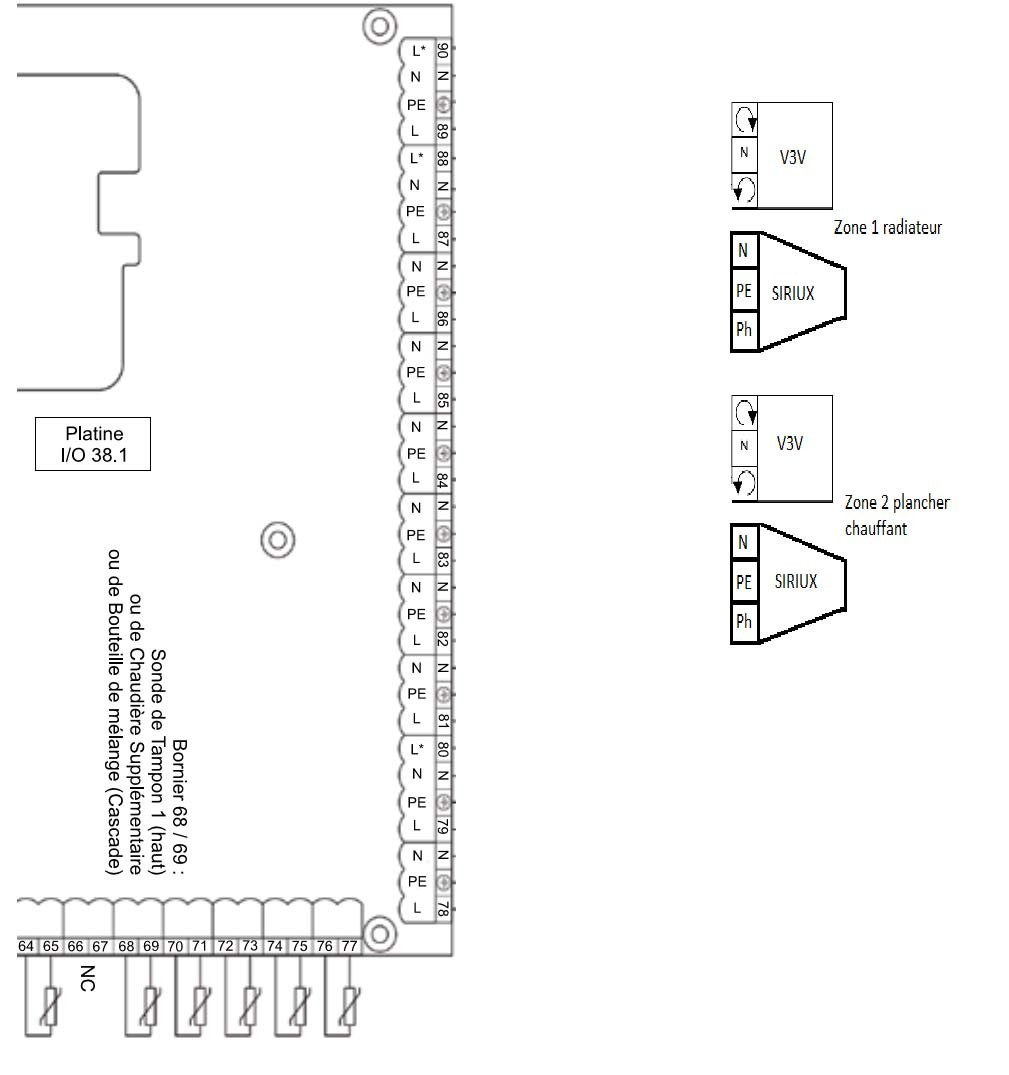 L* 90
N N
PE
L 89
L* 88
N N
PE
L 87
N N
PE
L 86
N N
PE
L 85
N N
PE
L 84
N N
PE
L 83
N N
PE
L 82
N N
PE
L 81
L* 80
N N
PE
L 79
N N
PE
L 78
Platine
I/O 38.1
Bornier 68 / 69 :
Sonde de Tampon 1 (haut)
ou de Chaudière Supplémentaire
ou de Bouteille de mélange (Cascade)
64 65 66 67 68 69 70 71 72 73 74 75 76 77
NC
N
V3V
Zone 1 radiateur
N
PE
Ph
SIRIUX
N
V3V
Zone 2 plancher
chauffant
N
PE
Ph
SIRIUX